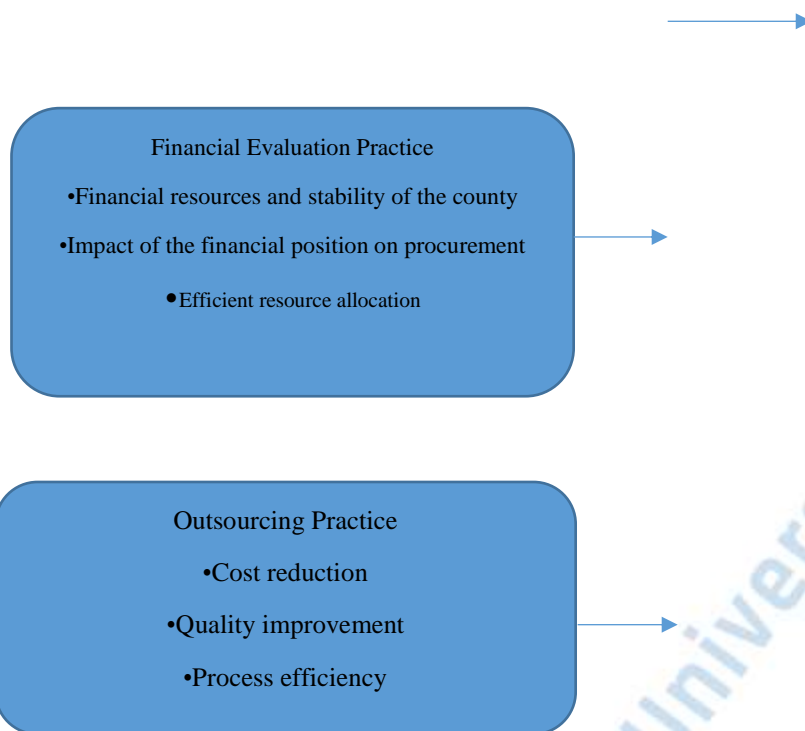 Financial Evaluation Practice
•Financial resources and stability of the county
•Impact of the financial position on procurement
•Efficient resource allocation
Outsourcing Practice
•Cost reduction
•Quality improvement
•Process efficiency